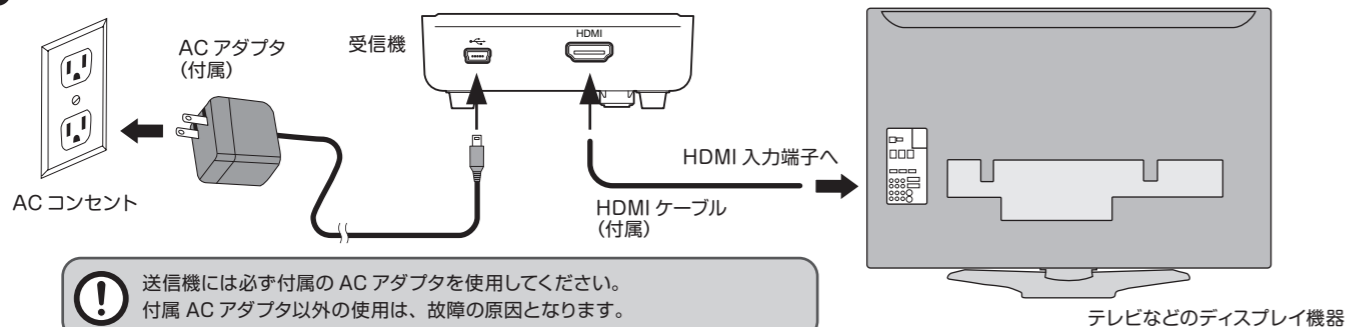 AC アダプタ
(付属)
受信機
HDMI
AC コンセント
HDMI 入力端子へ
HDMI ケーブル
(付属)
送信機には必ず付属の AC アダプタを使用してください。
付属 AC アダプタ以外の使用は、故障の原因となります。
テレビなどのディスプレイ機器